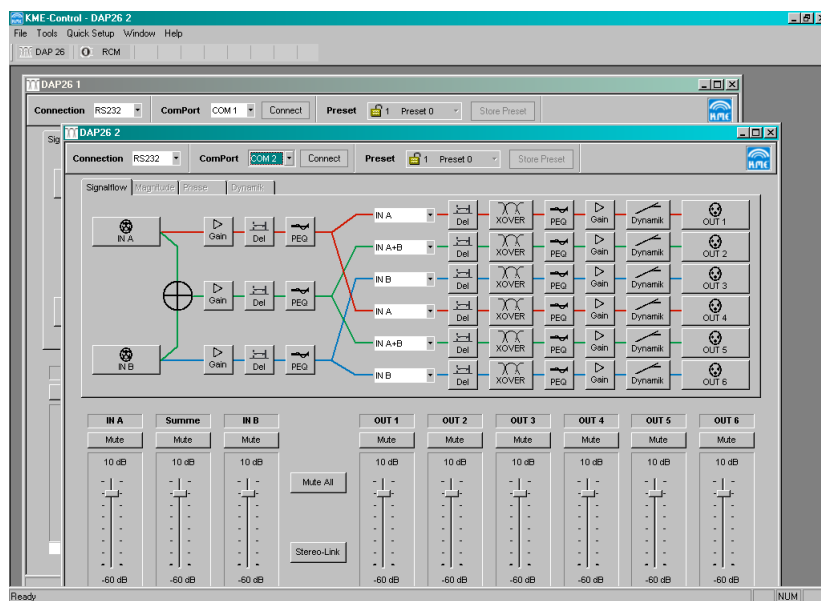 KME-Control - DAP26 2
File Tools Quick Setup Window Help
DAP 26 RCM
DAP26 1
Connection RS232 ComPort COM 1 Connect Preset 1 Preset 0 Store Preset
KME
DAP26 2
Connection RS232 ComPort COM 2 Connect Preset 1 Preset 0 Store Preset
KME
Signalflow Magnitude Phase Dynamik
IN A Gain Del PEQ
Gain Del PEQ
IN B Gain Del PEQ
IN A Del XOVER PEQ Gain Dynamik OUT 1
IN A+B Del XOVER PEQ Gain Dynamik OUT 2
IN B Del XOVER PEQ Gain Dynamik OUT 3
IN A Del XOVER PEQ Gain Dynamik OUT 4
IN A+B Del XOVER PEQ Gain Dynamik OUT 5
IN B Del XOVER PEQ Gain Dynamik OUT 6
IN A Summe IN B OUT 1 OUT 2 OUT 3 OUT 4 OUT 5 OUT 6
Mute Mute Mute Mute Mute Mute Mute Mute Mute
10 dB 10 dB 10 dB 10 dB 10 dB 10 dB 10 dB 10 dB 10 dB
Mute All
Stereo-Link
-60 dB -60 dB -60 dB -60 dB -60 dB -60 dB -60 dB -60 dB -60 dB
Ready NUM